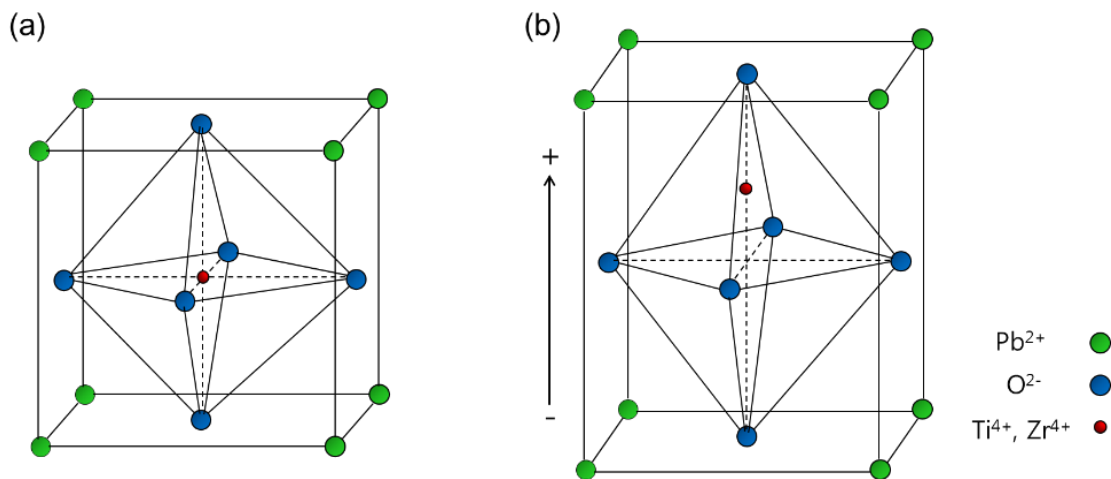 (a)
(b)
+
-
Pb²⁺
O²⁻
Ti⁴⁺, Zr⁴⁺